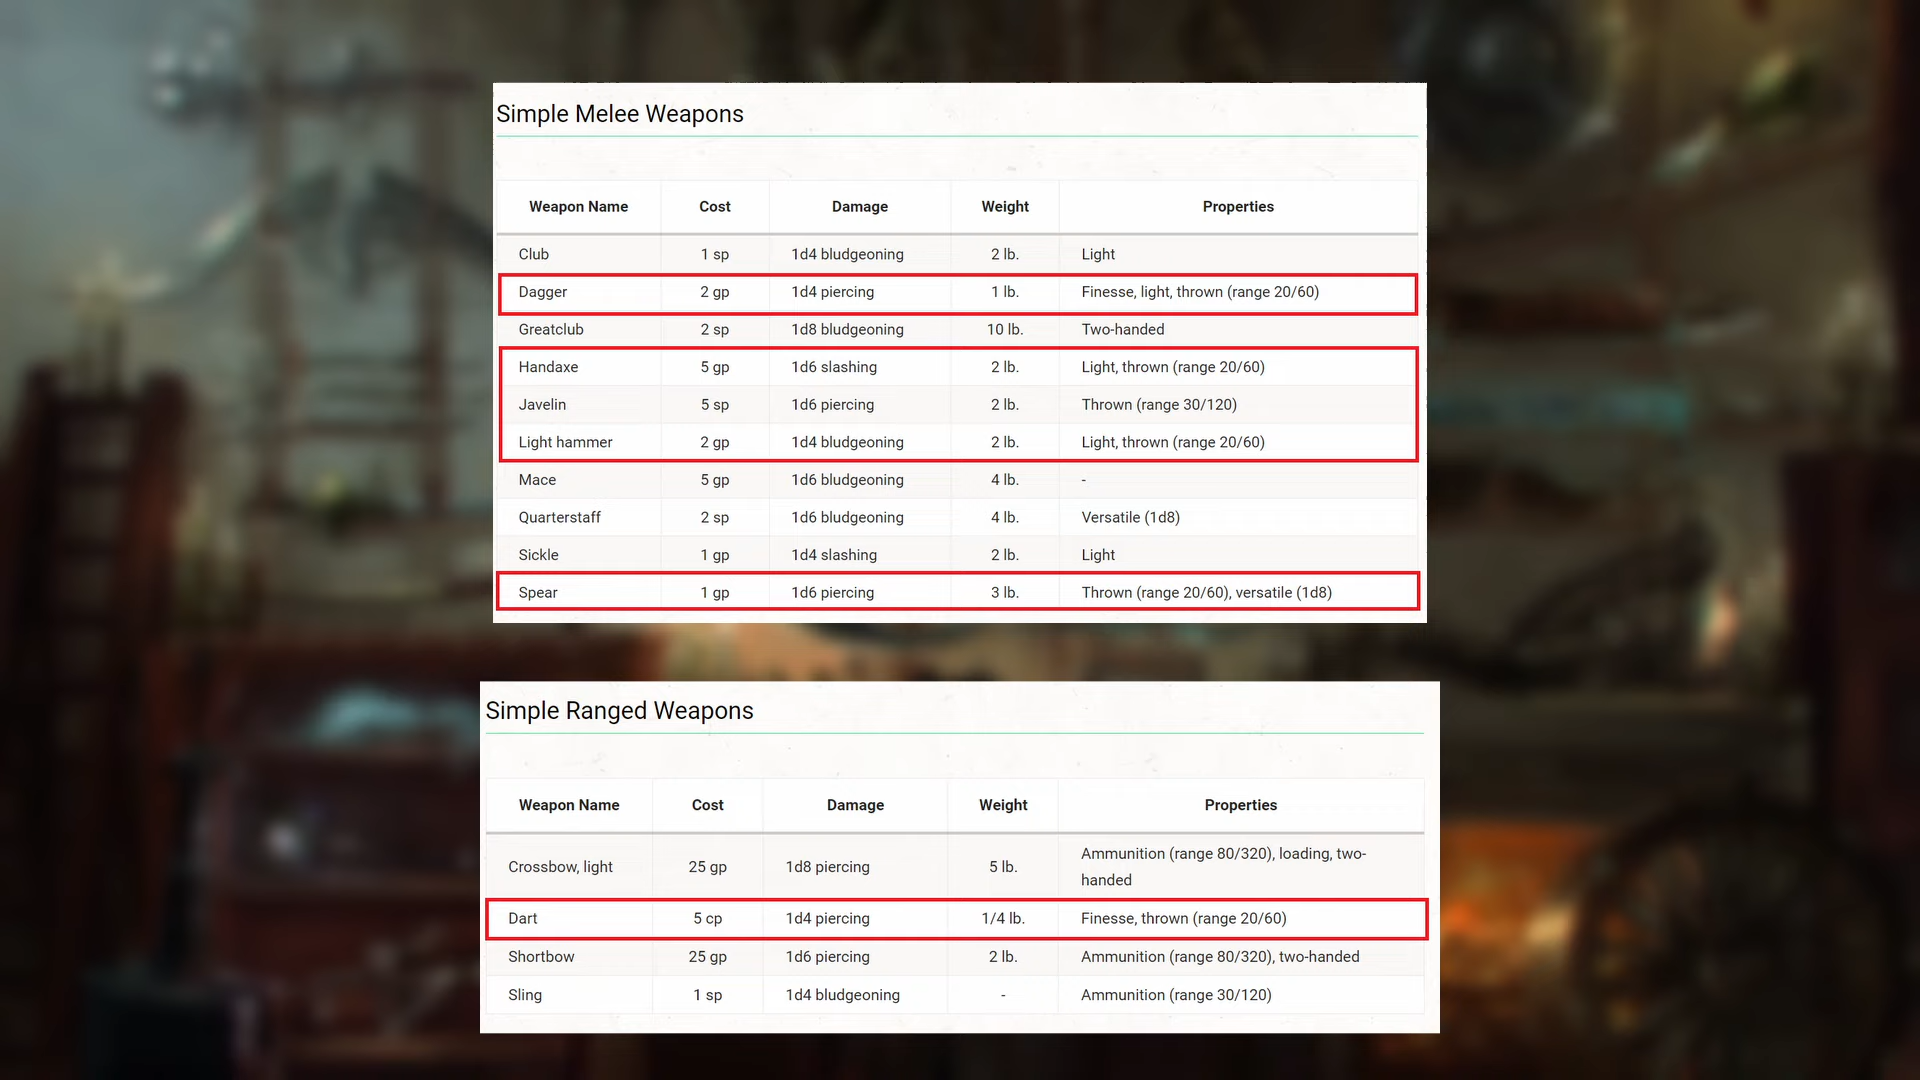 Simple Melee Weapons
Weapon Name Cost Damage Weight Properties
Club 1 sp 1d4 bludgeoning 2 lb. Light
Dagger 2 gp 1d4 piercing 1 lb. Finesse, light, thrown (range 20/60)
Greatclub 2 sp 1d8 bludgeoning 10 lb. Two-handed
Handaxe 5 gp 1d6 slashing 2 lb. Light, thrown (range 20/60)
Javelin 5 sp 1d6 piercing 2 lb. Thrown (range 30/120)
Light hammer 2 gp 1d4 bludgeoning 2 lb. Light, thrown (range 20/60)
Mace 5 gp 1d6 bludgeoning 4 lb. -
Quarterstaff 2 sp 1d6 bludgeoning 4 lb. Versatile (1d8)
Sickle 1 gp 1d4 slashing 2 lb. Light
Spear 1 gp 1d6 piercing 3 lb. Thrown (range 20/60), versatile (1d8)
Simple Ranged Weapons
Weapon Name Cost Damage Weight Properties
Crossbow, light 25 gp 1d8 piercing 5 lb. Ammunition (range 80/320), loading, two-
handed
Dart 5 cp 1d4 piercing 1/4 lb. Finesse, thrown (range 20/60)
Shortbow 25 gp 1d6 piercing 2 lb. Ammunition (range 80/320), two-handed
Sling 1 sp 1d4 bludgeoning - Ammunition (range 30/120)